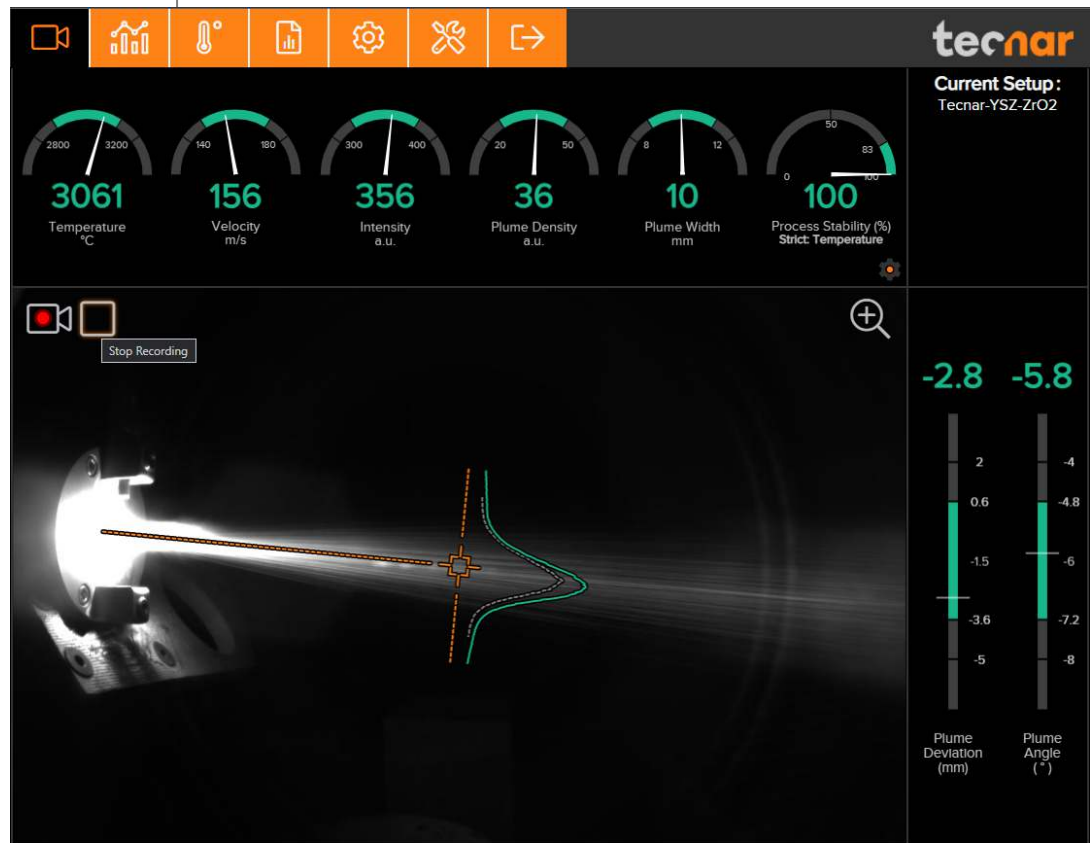 tecnar
Current Setup :
Tecnar-YSZ-ZrO2
2800 3200
3061
Temperature
°C
140 180
156
Velocity
m/s
300 400
356
Intensity
a.u.
20 50
36
Plume Density
a.u.
8 12
10
Plume Width
mm
0 50 83 100
100
Process Stability (%)
Strict: Temperature
Stop Recording
-2.8
2
0.6
-1.5
-3.6
-5
Plume
Deviation
(mm)
-5.8
-4
-4.8
-6
-7.2
-8
Plume
Angle
(°)